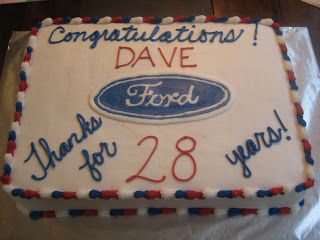 Congratulations!
DAVE
Ford
Thanks
for
28
years!